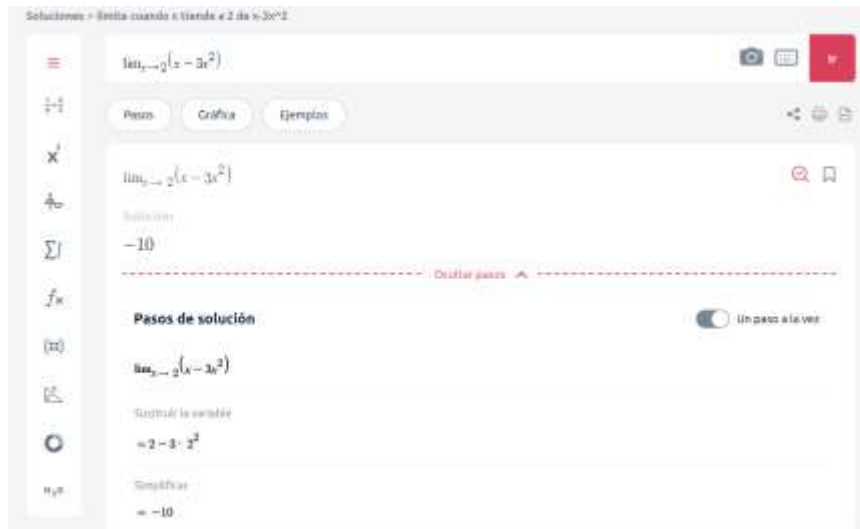 Soluciones > límite cuando x tiende a 2 de x-3x^2
lim_{x→2}(x − 3x²)
Ir
Pasos
Gráfica
Ejemplos
lim_{x→ 2}(x − 3x²)
Solución
−10
Ocultar pasos
Pasos de solución
Un paso a la vez
lim_{x→ 2}(x − 3x²)
Sustituir la variable
= 2 − 3 · 2²
Simplificar
= −10